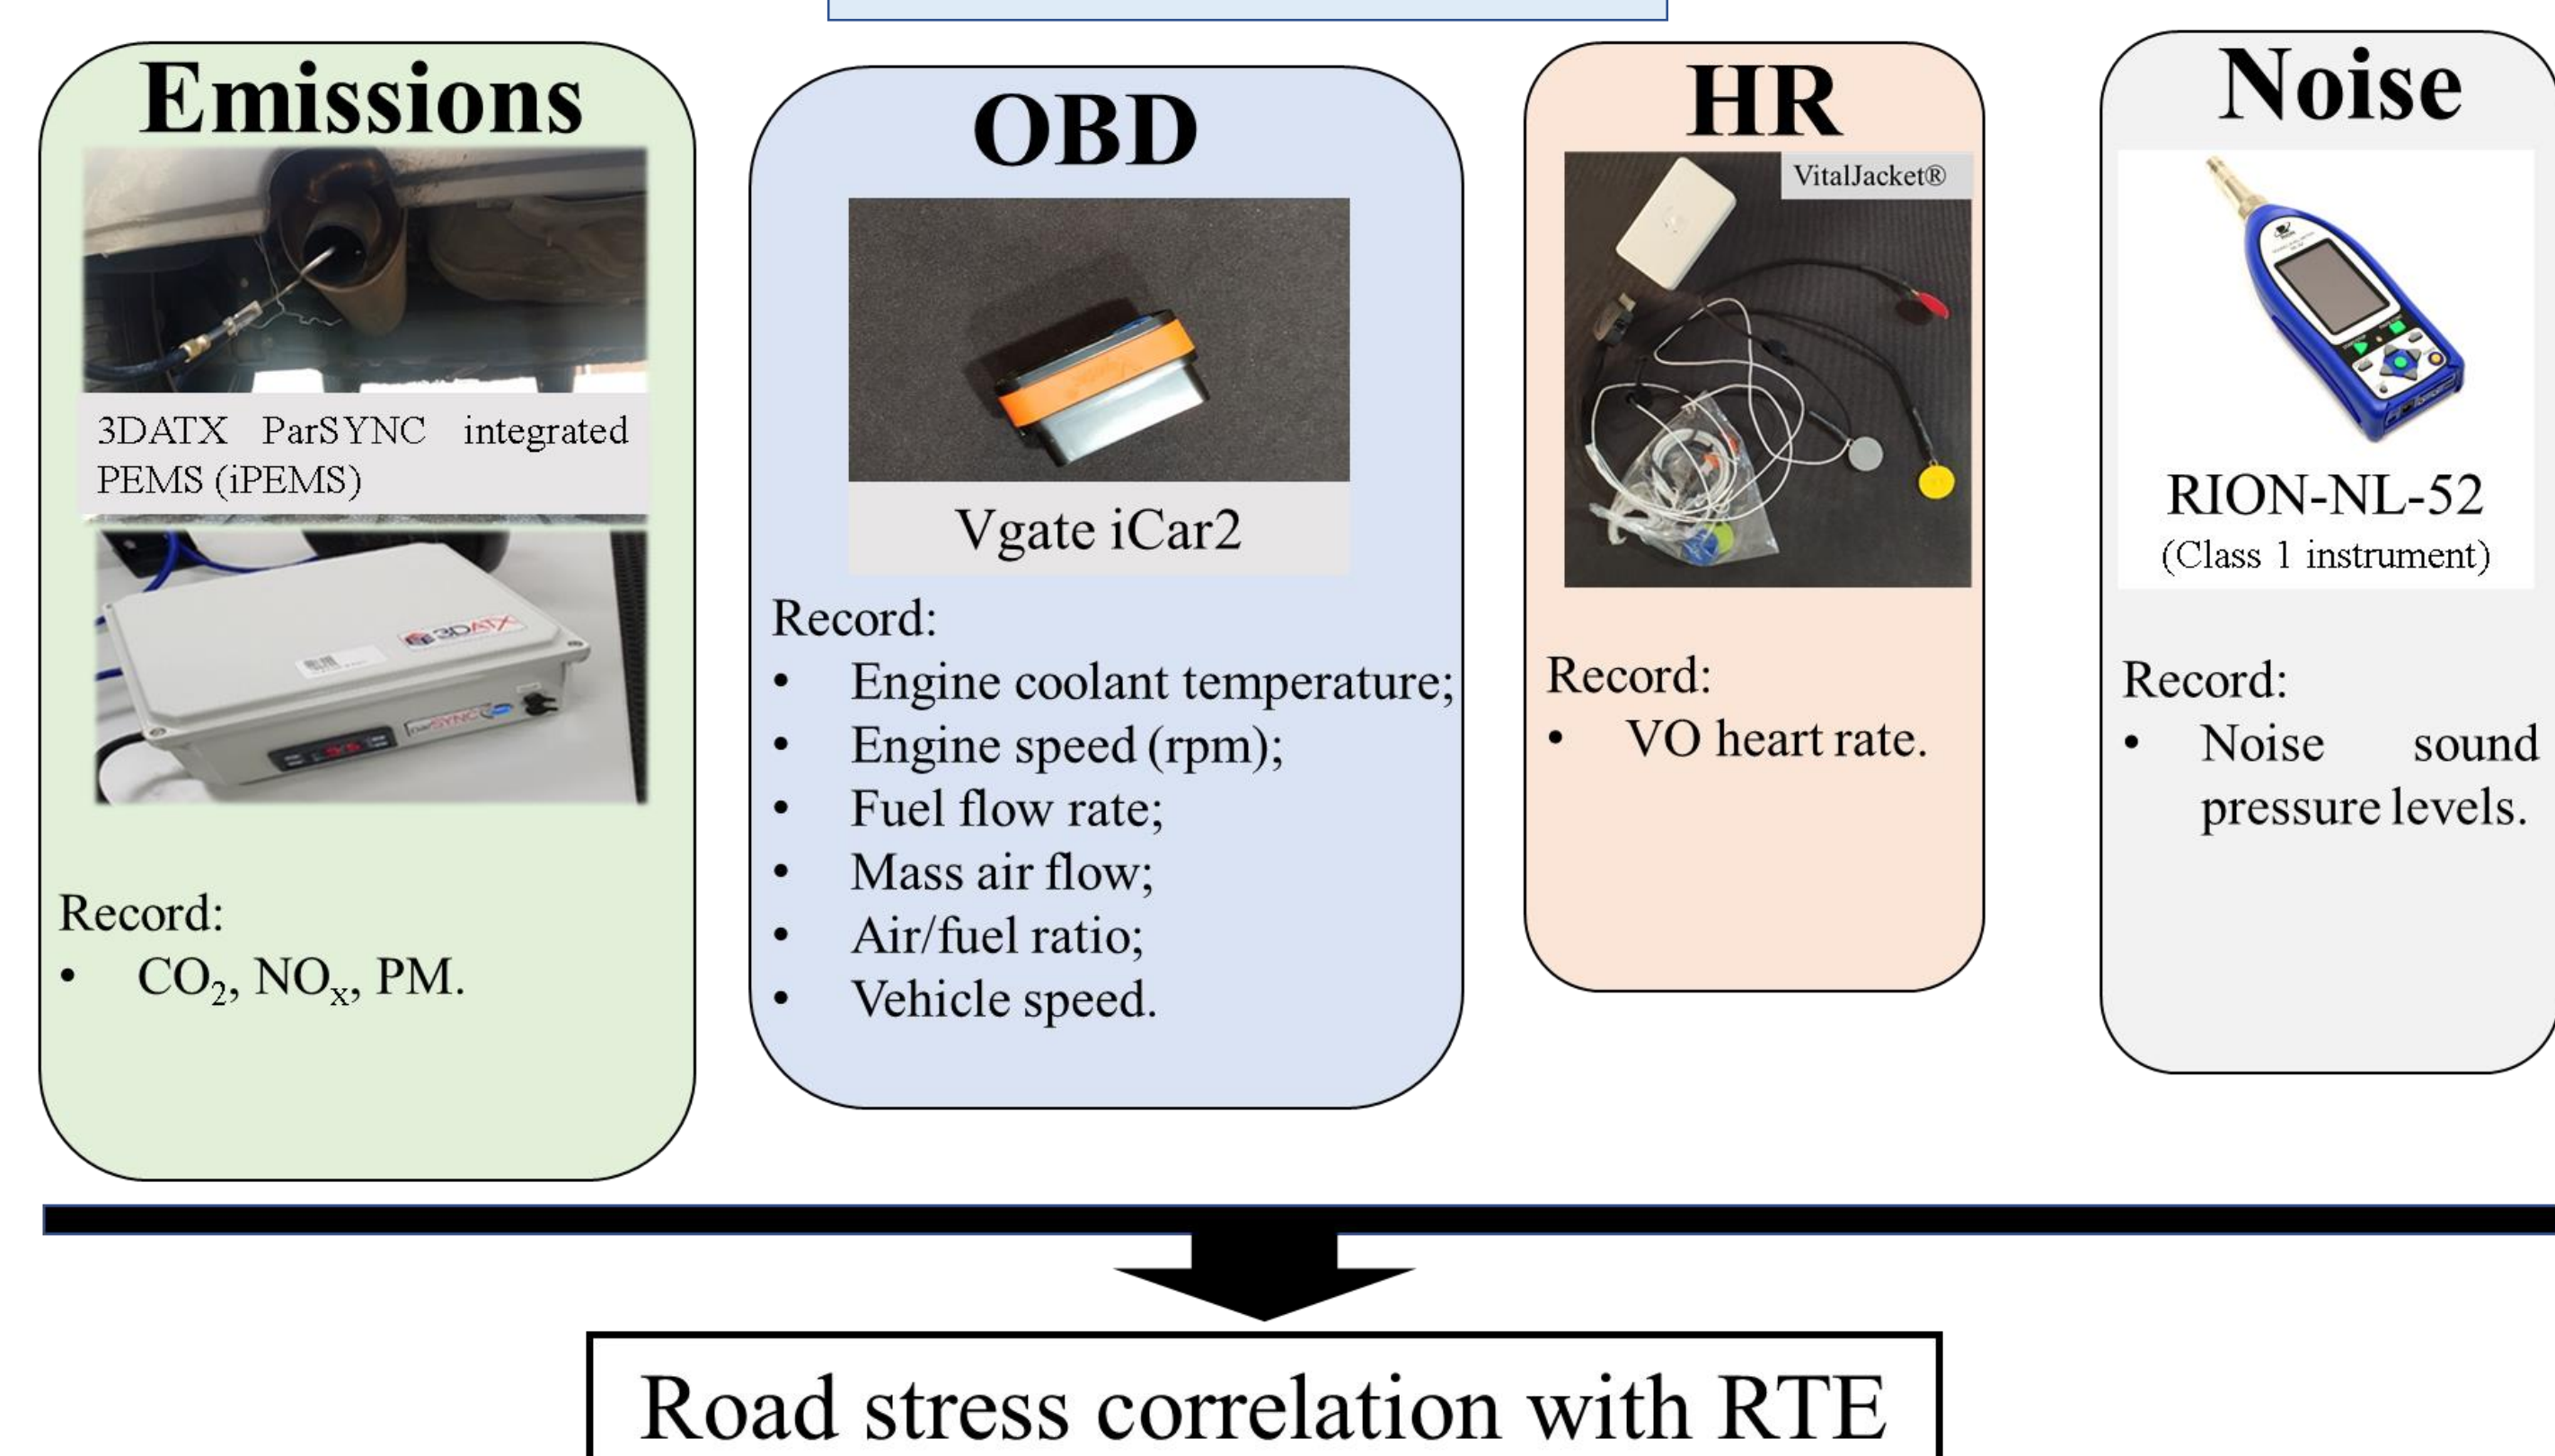 Emissions
3DATX ParSYNC integrated
PEMS (iPEMS)
3DATX
parSYNC
Record:
• CO₂, NOₓ, PM.
OBD
Vgate iCar2
Record:
• Engine coolant temperature;
• Engine speed (rpm);
• Fuel flow rate;
• Mass air flow;
• Air/fuel ratio;
• Vehicle speed.
HR
VitalJacket®
Record:
• VO heart rate.
Noise
RION-NL-52
(Class 1 instrument)
Record:
• Noise sound
pressure levels.
Road stress correlation with RTE